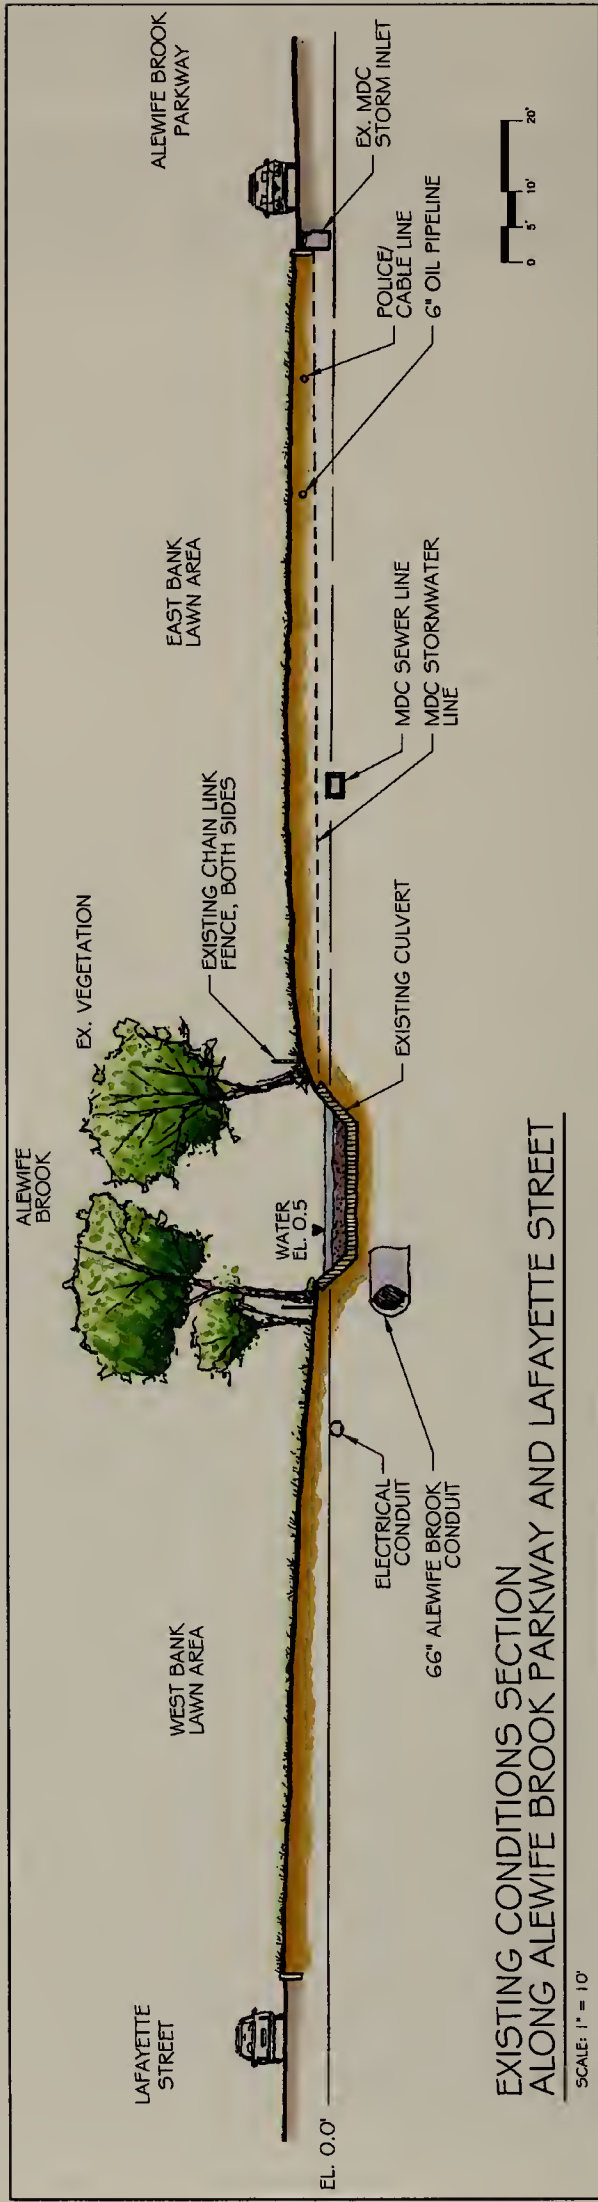 LAFAYETTE
STREET
WEST BANK
LAWN AREA
ALEWIFE
BROOK
EX. VEGETATION
EXISTING CHAIN LINK
FENCE, BOTH SIDES
EAST BANK
LAWN AREA
ALEWIFE BROOK
PARKWAY
WATER
EL. 0.5
EL. 0.0'
ELECTRICAL
CONDUIT
66" ALEWIFE BROOK
CONDUIT
EXISTING CULVERT
MDC SEWER LINE
MDC STORMWATER
LINE
POLICE/
CABLE LINE
6" OIL PIPELINE
EX. MDC
STORM INLET
EXISTING CONDITIONS SECTION
ALONG ALEWIFE BROOK PARKWAY AND LAFAYETTE STREET
SCALE: 1" = 10'
0 5' 10' 20'